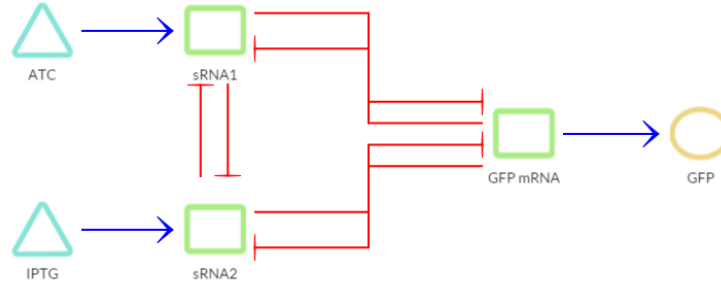 ATC
sRNA1
GFP mRNA
GFP
IPTG
sRNA2